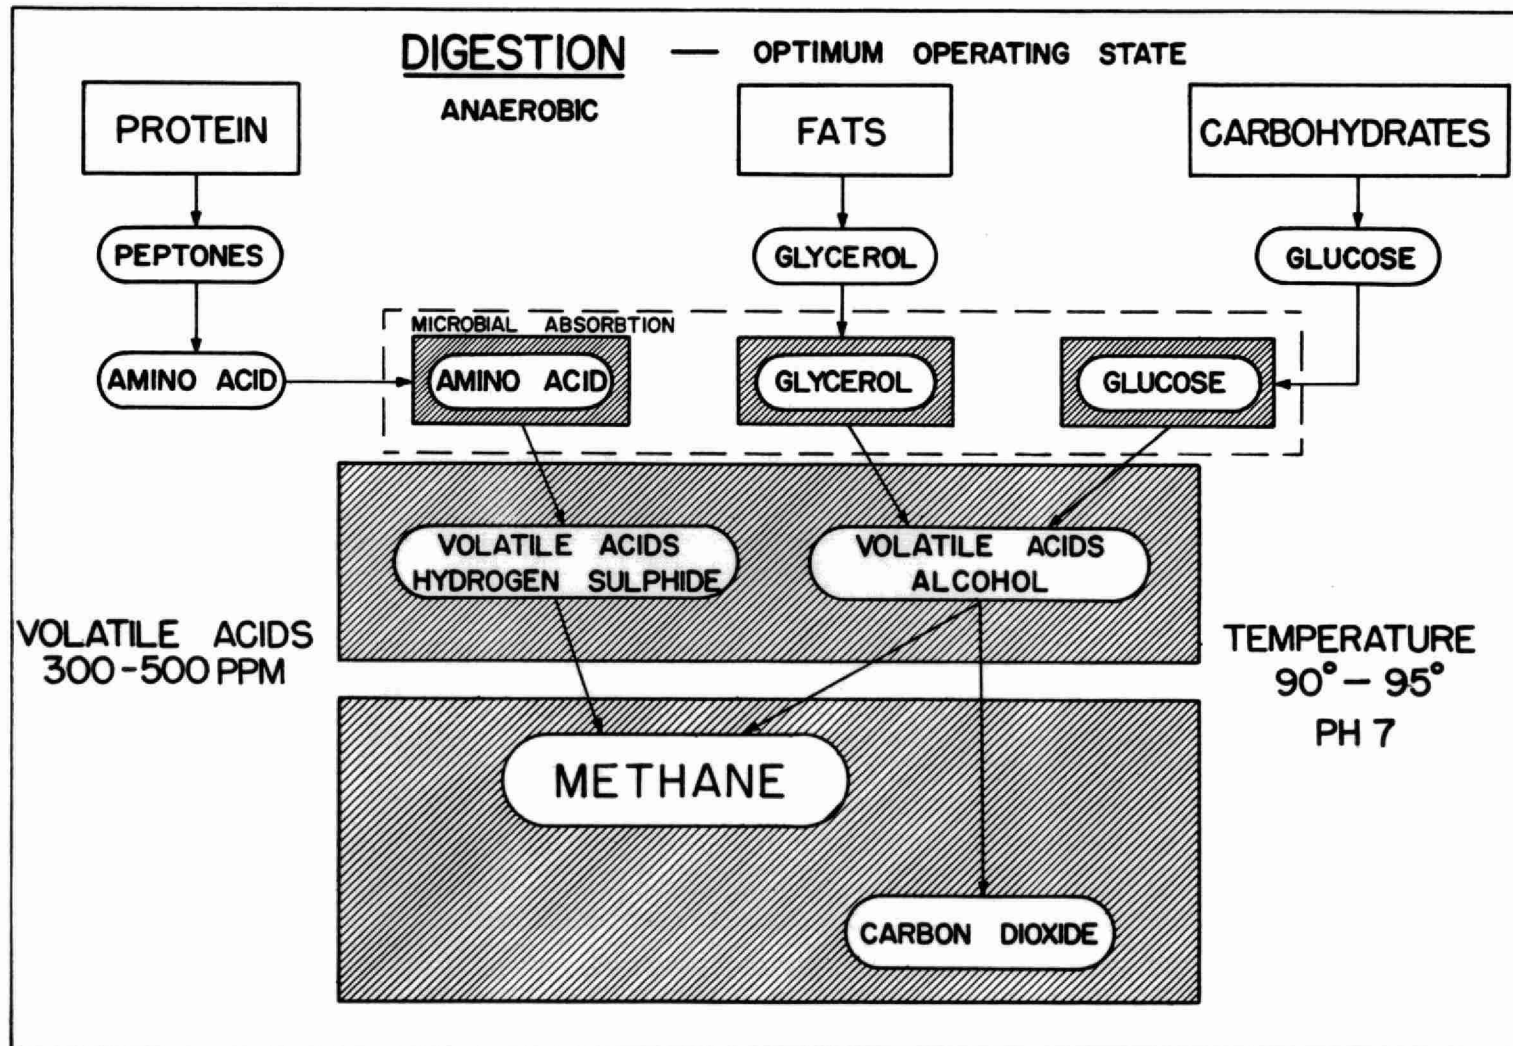 DIGESTION — OPTIMUM OPERATING STATE
ANAEROBIC
PROTEIN
FATS
CARBOHYDRATES
PEPTONES
GLYCEROL
GLUCOSE
MICROBIAL ABSORBTION
AMINO ACID
AMINO ACID
GLYCEROL
GLUCOSE
VOLATILE ACIDS
HYDROGEN SULPHIDE
VOLATILE ACIDS
ALCOHOL
VOLATILE ACIDS
300-500 PPM
TEMPERATURE
90° — 95°
PH 7
METHANE
CARBON DIOXIDE